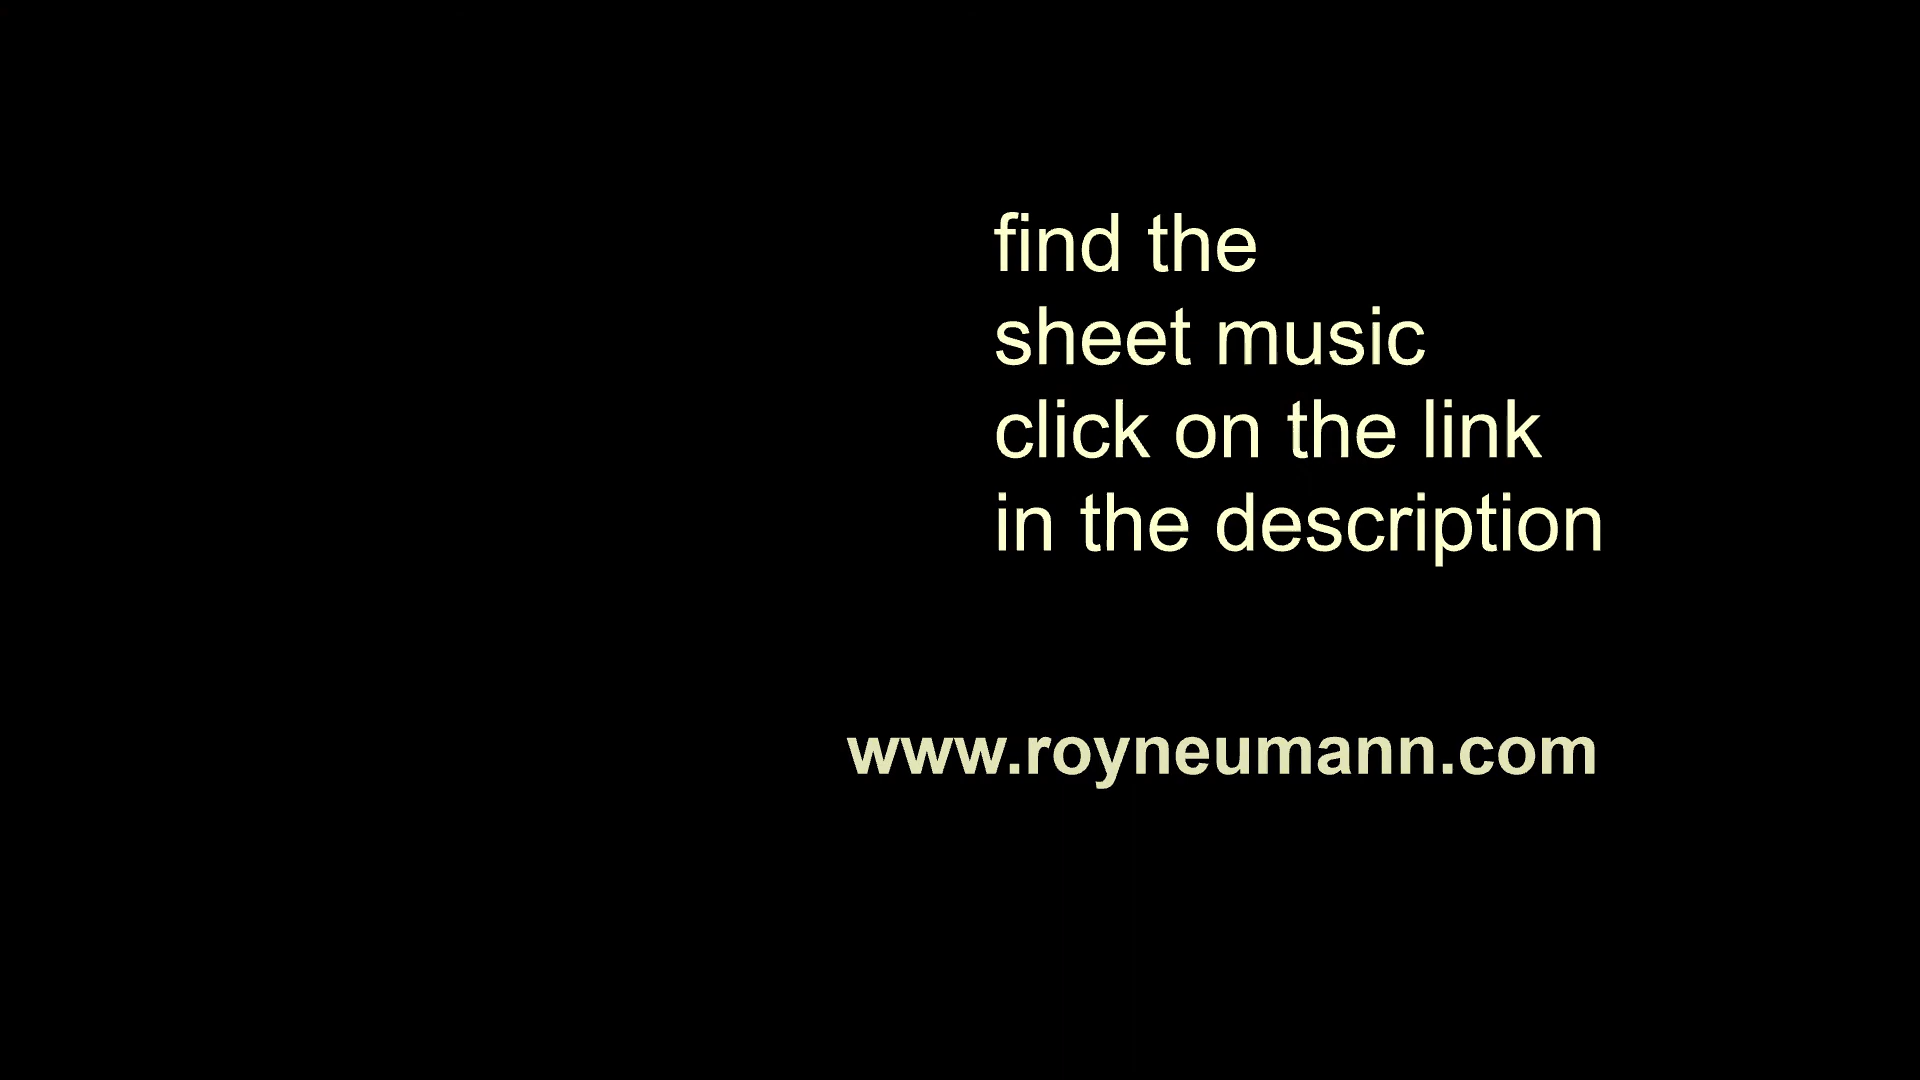 find the
sheet music
click on the link
in the description
www.royneumann.com